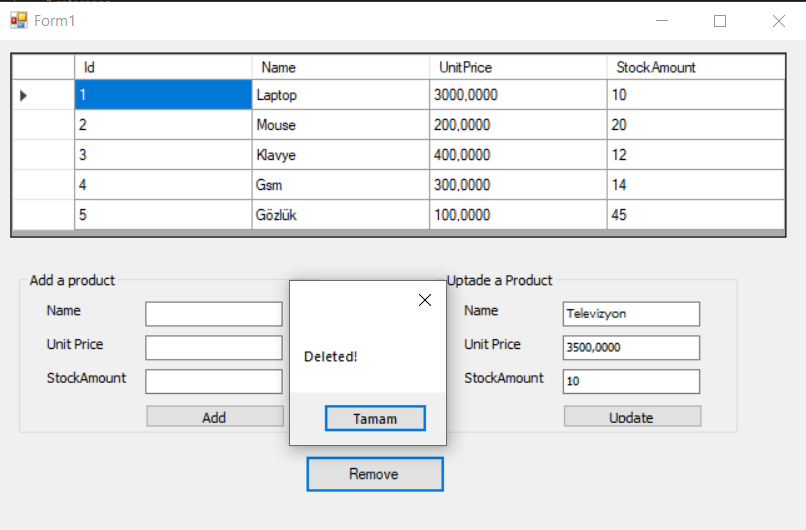 Form1
Id Name UnitPrice StockAmount
1 Laptop 3000,0000 10
2 Mouse 200,0000 20
3 Klavye 400,0000 12
4 Gsm 300,0000 14
5 Gözlük 100,0000 45
Add a product
Name
Unit Price
StockAmount
Add
Deleted!
Tamam
Uptade a Product
Name Televizyon
Unit Price 3500,0000
StockAmount 10
Update
Remove